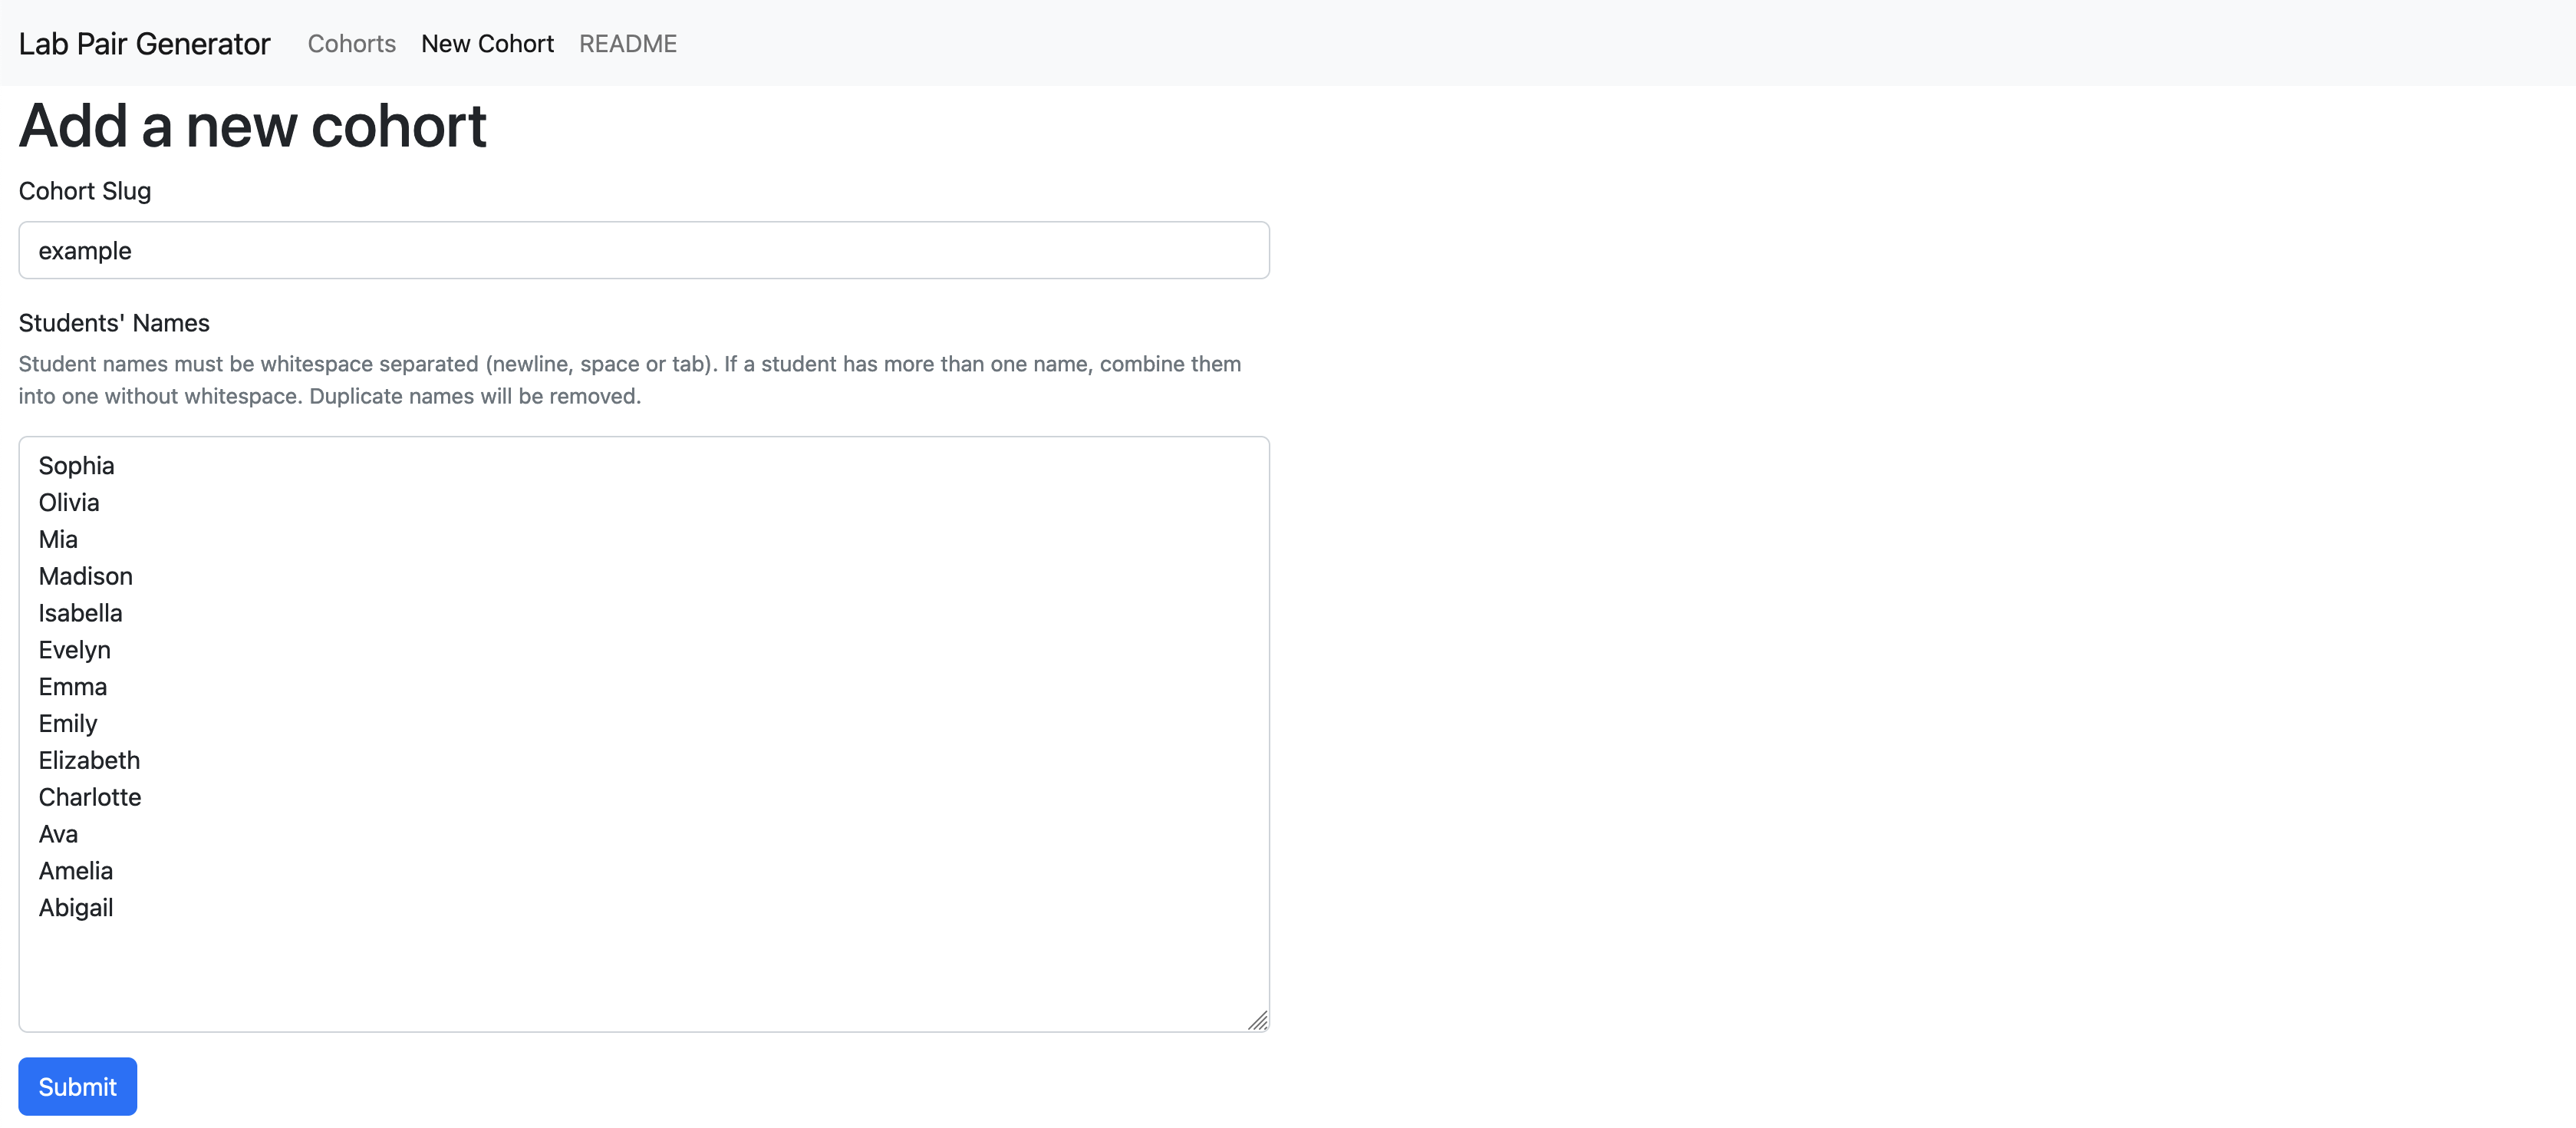 Lab Pair Generator Cohorts New Cohort README
Add a new cohort
Cohort Slug
example
Students' Names
Student names must be whitespace separated (newline, space or tab). If a student has more than one name, combine them
into one without whitespace. Duplicate names will be removed.
Sophia
Olivia
Mia
Madison
Isabella
Evelyn
Emma
Emily
Elizabeth
Charlotte
Ava
Amelia
Abigail
Submit